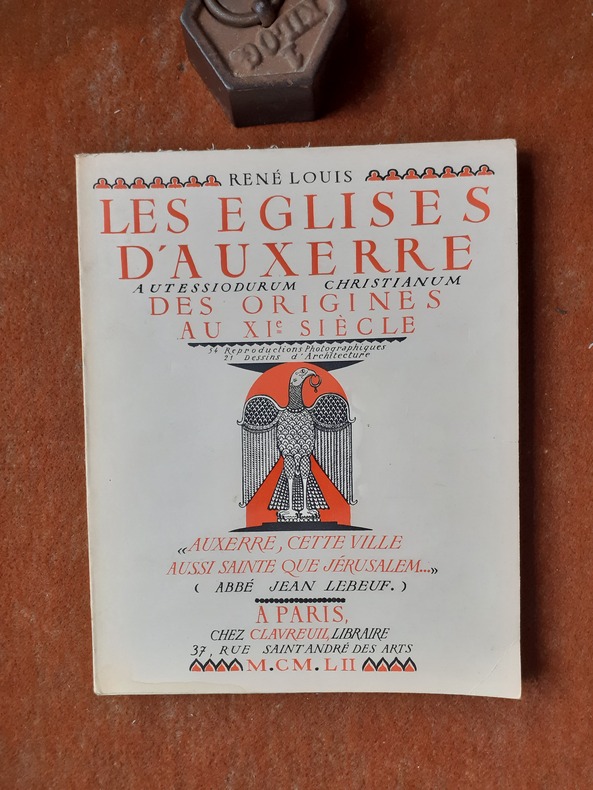 RENÉ LOUIS
LES EGLISES
D'AUXERRE
AUTESSIODURUM CHRISTIANUM
DES ORIGINES
AU XIe SIÈCLE
34 Reproductions Photographiques
21 Dessins d'Architecture
«AUXERRE, CETTE VILLE
AUSSI SAINTE QUE JÉRUSALEM...»
( ABBÉ JEAN LEBEUF. )
A PARIS,
CHEZ CLAVREUIL, LIBRAIRE
37, RUE SAINT ANDRÉ DES ARTS
M.CM.LII